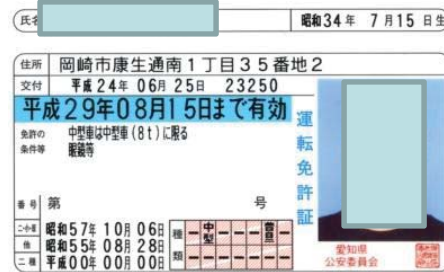 氏名
昭和34年 7月15日生
住所 岡崎市康生通南1丁目35番地2
交付 平成24年06月25日 23250
平成29年08月15日まで有効
免許の条件等
中型車は中型車(8t)に限る
眼鏡等
運転免許証
番号 第 号
二・小・原 昭和57年10月06日
他 昭和55年08月28日
二種 平成00年00月00日
種類 中型 普二
愛知県
公安委員会